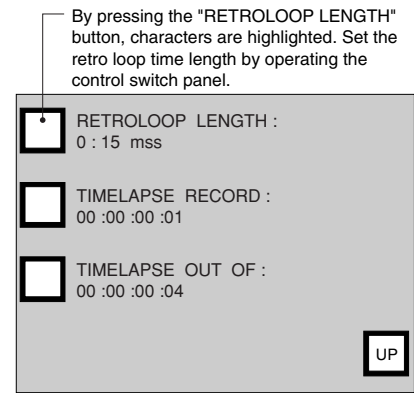 By pressing the "RETROLOOP LENGTH"
button, characters are highlighted. Set the
retro loop time length by operating the
control switch panel.
RETROLOOP LENGTH :
0 : 15 mss
TIMELAPSE RECORD :
00 :00 :00 :01
TIMELAPSE OUT OF :
00 :00 :00 :04
UP